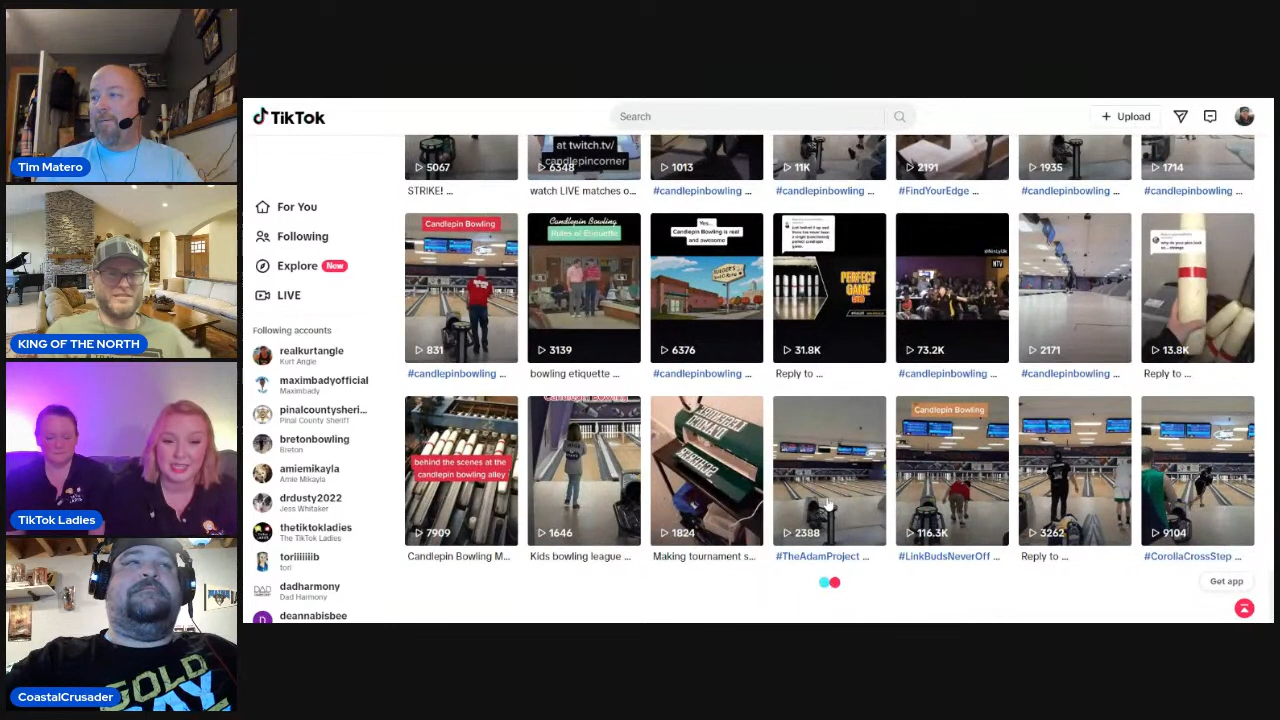 Tim Matero
KING OF THE NORTH
TikTok Ladies
CoastalCrusader
GOLD
TikTok
Search
Upload
For You
Following
Explore New
LIVE
Following accounts
realkurtangle
Kurt Angle
maximbadyofficial
Maximbady
pinalcountysheri...
Pinal County Sheriff
bretonbowling
Breton
amiemikayla
Amie Mikayla
drdusty2022
Jess Whitaker
thetiktokladies
The TikTok Ladies
toriiiiiib
tori
dadharmony
Dad Harmony
deannabisbee
at twitch.tv/
candlepincorner
5067
6348
1013
11K
2191
1935
1714
STRIKE! ...
watch LIVE matches o...
#candlepinbowling ...
#candlepinbowling ...
#FindYourEdge ...
#candlepinbowling ...
#candlepinbowling ...
Candlepin Bowling
Candlepin Bowling
Rules of Etiquette
Yes...
Candlepin Bowling is real
and awesome
PERFECT
GAME
NTV
831
3139
6376
31.8K
73.2K
2171
13.8K
#candlepinbowling ...
bowling etiquette ...
#candlepinbowling ...
Reply to ...
#candlepinbowling ...
#candlepinbowling ...
Reply to ...
behind the scenes at the
candlepin bowling alley
Candlepin Bowling
7909
1646
1824
2388
116.3K
3262
9104
Candlepin Bowling M...
Kids bowling league ...
Making tournament s...
#TheAdamProject ...
#LinkBudsNeverOff ...
Reply to ...
#CorollaCrossStep ...
Get app